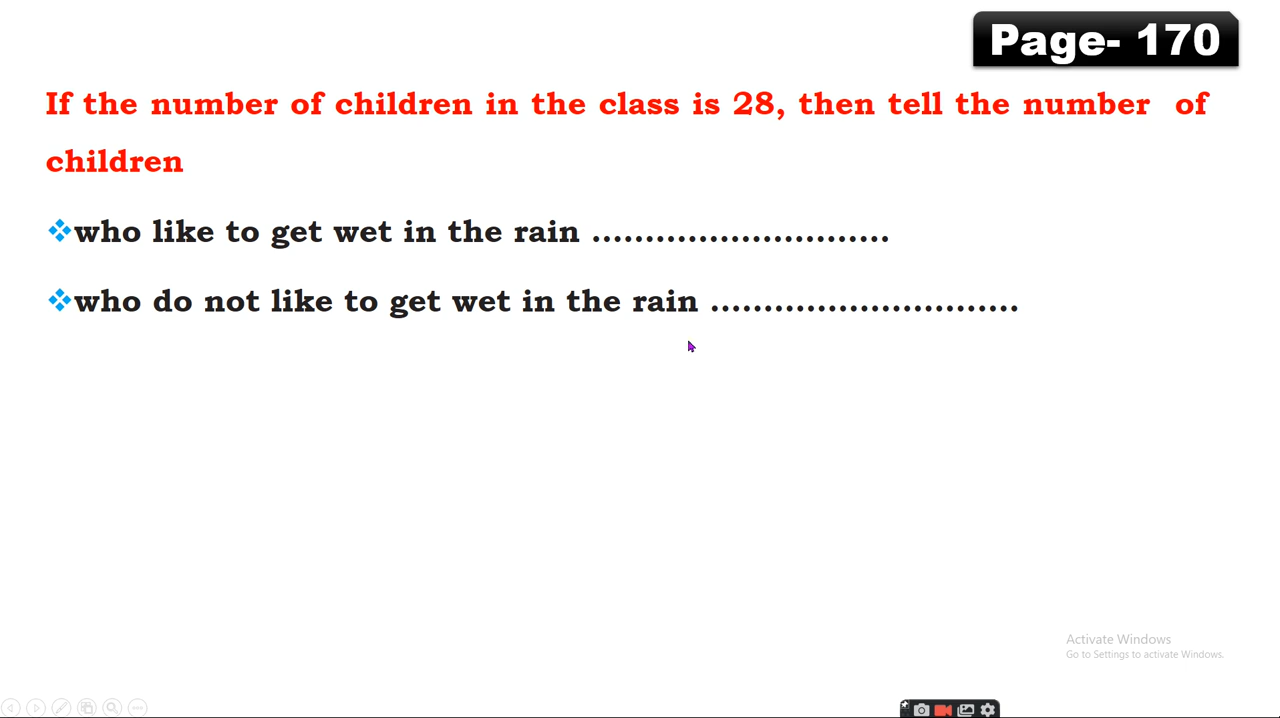 Page- 170
If the number of children in the class is 28, then tell the number of
children
❖who like to get wet in the rain ............................
❖who do not like to get wet in the rain .............................
Activate Windows
Go to Settings to activate Windows.